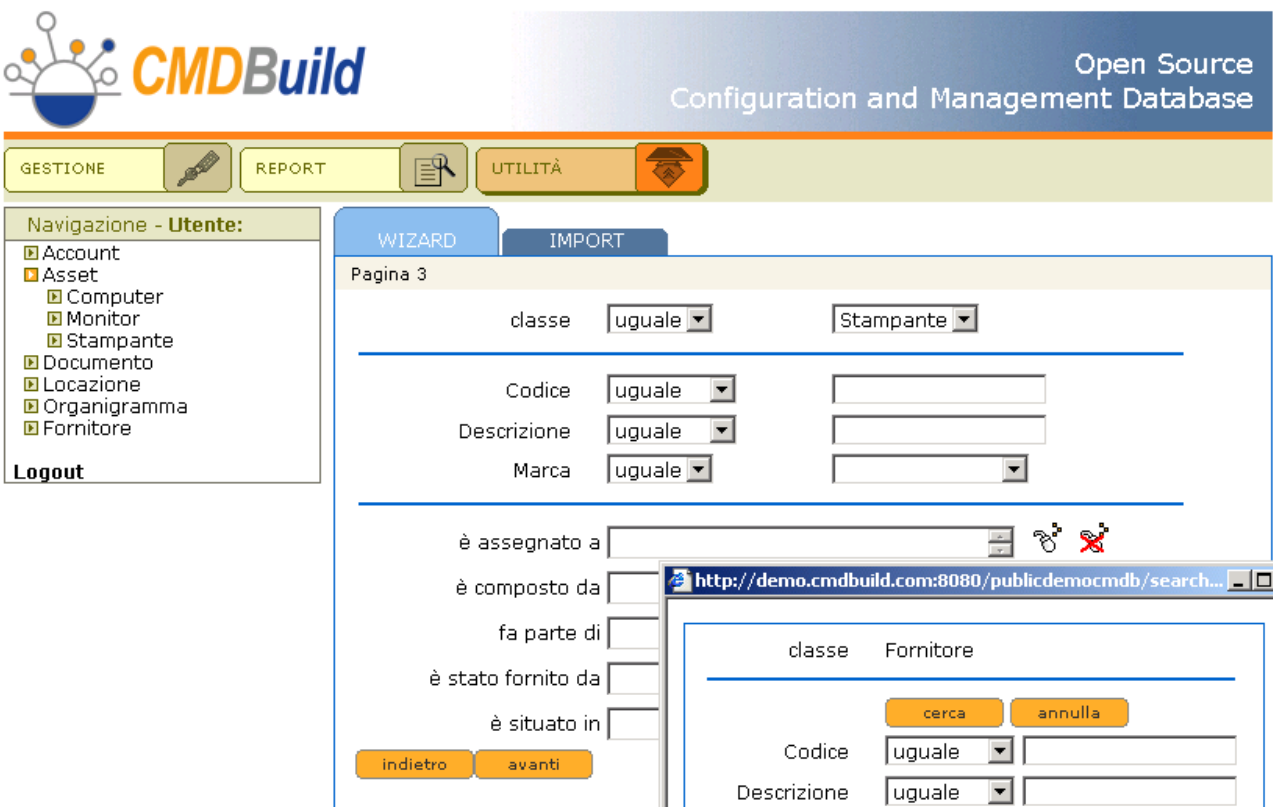 CMDBuild
Open Source
Configuration and Management Database
GESTIONE
REPORT
UTILITÀ
Navigazione - Utente:
Account
Asset
Computer
Monitor
Stampante
Documento
Locazione
Organigramma
Fornitore
Logout
WIZARD
IMPORT
Pagina 3
classe uguale Stampante
Codice uguale
Descrizione uguale
Marca uguale
è assegnato a
è composto da
fa parte di
è stato fornito da
è situato in
indietro avanti
http://demo.cmdbuild.com:8080/publicdemocmdb/search...
classe Fornitore
cerca annulla
Codice uguale
Descrizione uguale